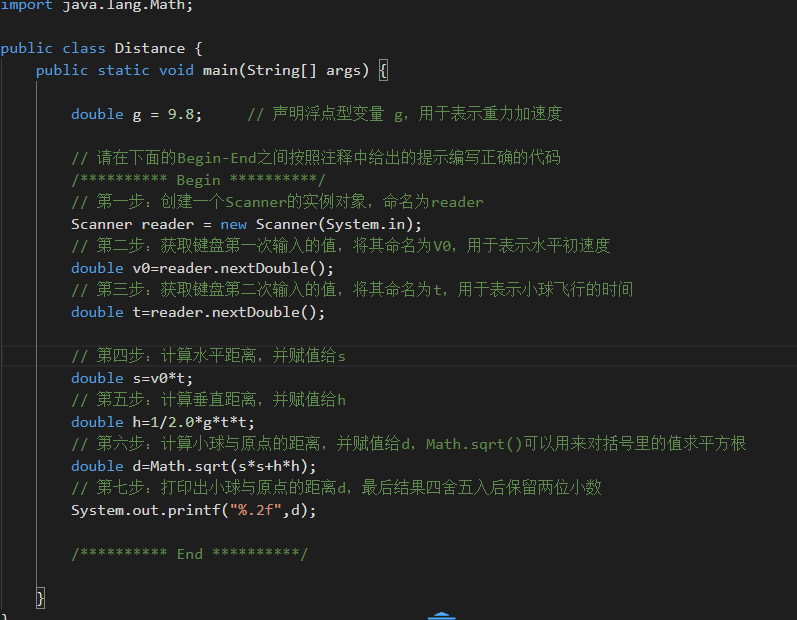 import java.lang.Math;
public class Distance {
public static void main(String[] args) {
double g = 9.8;     // 声明浮点型变量 g，用于表示重力加速度
// 请在下面的Begin-End之间按照注释中给出的提示编写正确的代码
/********** Begin **********/
// 第一步：创建一个Scanner的实例对象，命名为reader
Scanner reader = new Scanner(System.in);
// 第二步：获取键盘第一次输入的值，将其命名为V0，用于表示水平初速度
double v0=reader.nextDouble();
// 第三步：获取键盘第二次输入的值，将其命名为t，用于表示小球飞行的时间
double t=reader.nextDouble();
// 第四步：计算水平距离，并赋值给s
double s=v0*t;
// 第五步：计算垂直距离，并赋值给h
double h=1/2.0*g*t*t;
// 第六步：计算小球与原点的距离，并赋值给d，Math.sqrt()可以用来对括号里的值求平方根
double d=Math.sqrt(s*s+h*h);
// 第七步：打印出小球与原点的距离d，最后结果四舍五入后保留两位小数
System.out.printf("%.2f",d);
/********** End **********/
}
}